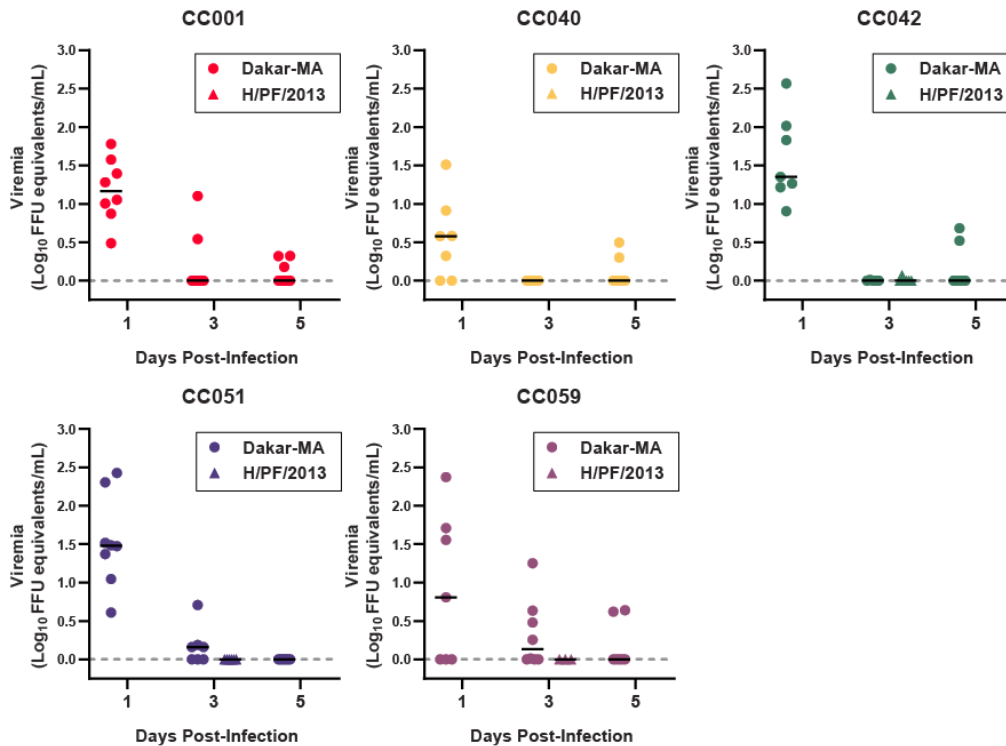 CC001
Viremia
(Log₁₀ FFU equivalents/mL)
3.0
2.5
2.0
1.5
1.0
0.5
0.0
Dakar-MA
H/PF/2013
1 3 5
Days Post-Infection
CC040
Viremia
(Log₁₀ FFU equivalents/mL)
3.0
2.5
2.0
1.5
1.0
0.5
0.0
Dakar-MA
H/PF/2013
1 3 5
Days Post-Infection
CC042
Viremia
(Log₁₀ FFU equivalents/mL)
3.0
2.5
2.0
1.5
1.0
0.5
0.0
Dakar-MA
H/PF/2013
1 3 5
Days Post-Infection
CC051
Viremia
(Log₁₀ FFU equivalents/mL)
3.0
2.5
2.0
1.5
1.0
0.5
0.0
Dakar-MA
H/PF/2013
1 3 5
Days Post-Infection
CC059
Viremia
(Log₁₀ FFU equivalents/mL)
3.0
2.5
2.0
1.5
1.0
0.5
0.0
Dakar-MA
H/PF/2013
1 3 5
Days Post-Infection